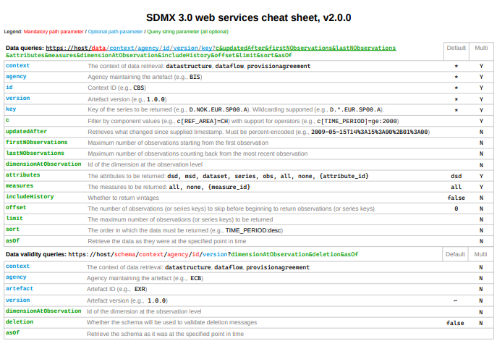 SDMX 3.0 web services cheat sheet, v2.0.0
Legend: Mandatory path parameter / Optional path parameter / Query string parameter (all optional)
Data queries: https://host/data/context/agency/id/version/key?c&updatedAfter&firstNObservations&lastNObservations Default Multi
&attributes&measures&dimensionAtObservation&includeHistory&offset&limit&sort&asOf
context The context of data retrieval: datastructure, dataflow, provisionagreement * Y
agency Agency maintaining the artefact (e.g., BIS) * Y
id Context ID (e.g., CBS) * Y
version Artefact version (e.g., 1.0.0) * Y
key Key of the series to be returned (e.g., D.NOK.EUR.SP00.A). Wildcarding supported (e.g., D.*.EUR.SP00.A). * Y
c Filter by component values (e.g., c[REF_AREA]=CH) with support for operators (e.g., c[TIME_PERIOD]=ge:2000) Y
updatedAfter Retrieves what changed since supplied timestamp. Must be percent-encoded (e.g., 2009-05-15T14%3A15%3A00%2B01%3A00) N
firstNObservations Maximum number of observations starting from the first observation N
lastNObservations Maximum number of observations counting back from the most recent observation N
dimensionAtObservation Id of the dimension at the observation level N
attributes The attributes to be returned: dsd, msd, dataset, series, obs, all, none, {attribute_id} dsd Y
measures The measures to be returned: all, none, {measure_id} all Y
includeHistory Whether to return vintages false N
offset The number of observations (or series keys) to skip before beginning to return observations (or series keys) 0 N
limit The maximum number of observations (or series keys) to be returned N
sort The order in which the data must be returned (e.g., TIME_PERIOD:desc) N
asOf Retrieve the data as they were at the specified point in time N
Data validity queries: https://host/schema/context/agency/id/version?dimensionAtObservation&deletion&asOf Default Multi
context The context of data retrieval: datastructure, dataflow, provisionagreement N
agency Agency maintaining the artefact (e.g., ECB) N
artefact Artefact ID (e.g., EXR) N
version Artefact version (e.g., 1.0.0) ~ N
dimensionAtObservation Id of the dimension at the observation level N
deletion Whether the schema will be used to validate deletion messages false N
asOf Retrieve the schema as it was at the specified point in time N